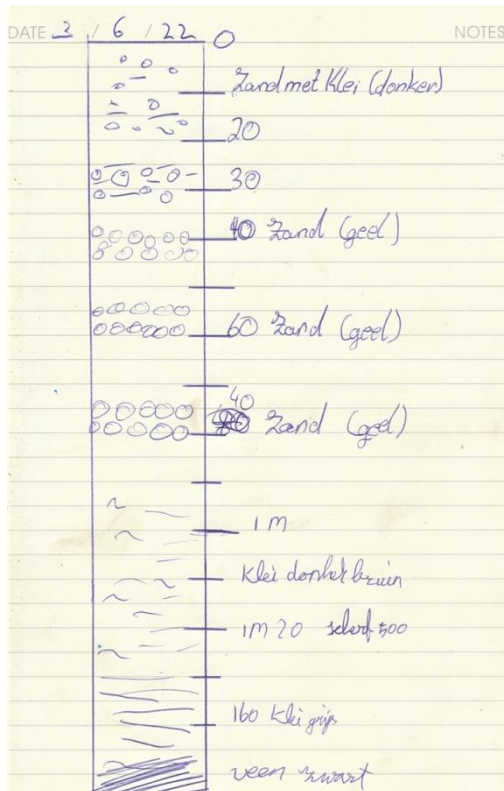 DATE 3 / 6 / 22 NOTES
0
Zand met Klei (donker)
20
30
40 Zand (geel)
60 Zand (geel)
40
Zand (geel)
1 m
Klei donker bruin
1m 20 scherf 500
160 Klei grijs
veen zwart